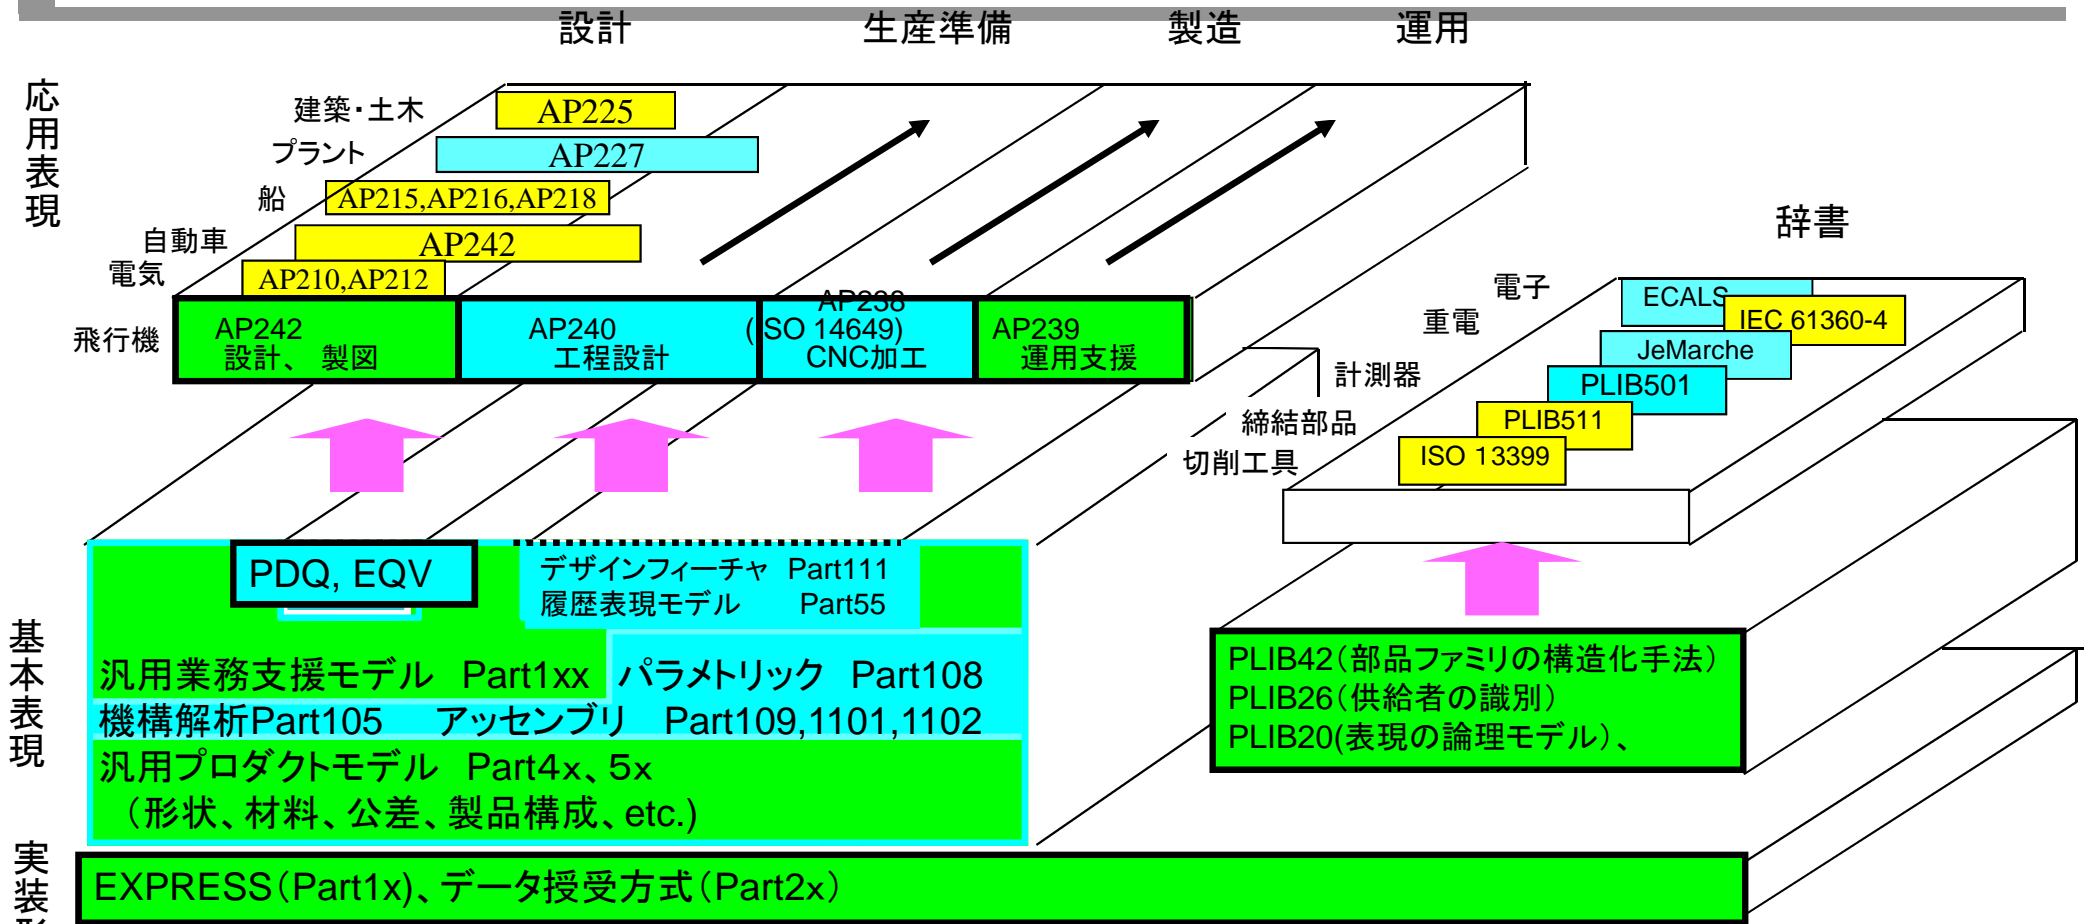 設計 生産準備 製造 運用
応用表現
建築・土木 AP225
プラント AP227
船 AP215,AP216,AP218
自動車 AP242
電気 AP210,AP212
飛行機
AP242
設計、製図
AP240
工程設計
AP238
(ISO 14649)
CNC加工
AP239
運用支援
辞書
電子
重電
計測器
締結部品
切削工具
ECALS
IEC 61360-4
JeMarche
PLIB501
PLIB511
ISO 13399
基本表現
PDQ, EQV
デザインフィーチャ Part111
履歴表現モデル Part55
汎用業務支援モデル Part1xx
パラメトリック Part108
機構解析Part105 アッセンブリ Part109,1101,1102
汎用プロダクトモデル Part4x、5x
（形状、材料、公差、製品構成、etc.)
PLIB42（部品ファミリの構造化手法）
PLIB26（供給者の識別）
PLIB20(表現の論理モデル）、
実装
EXPRESS（Part1x)、データ授受方式（Part2x）